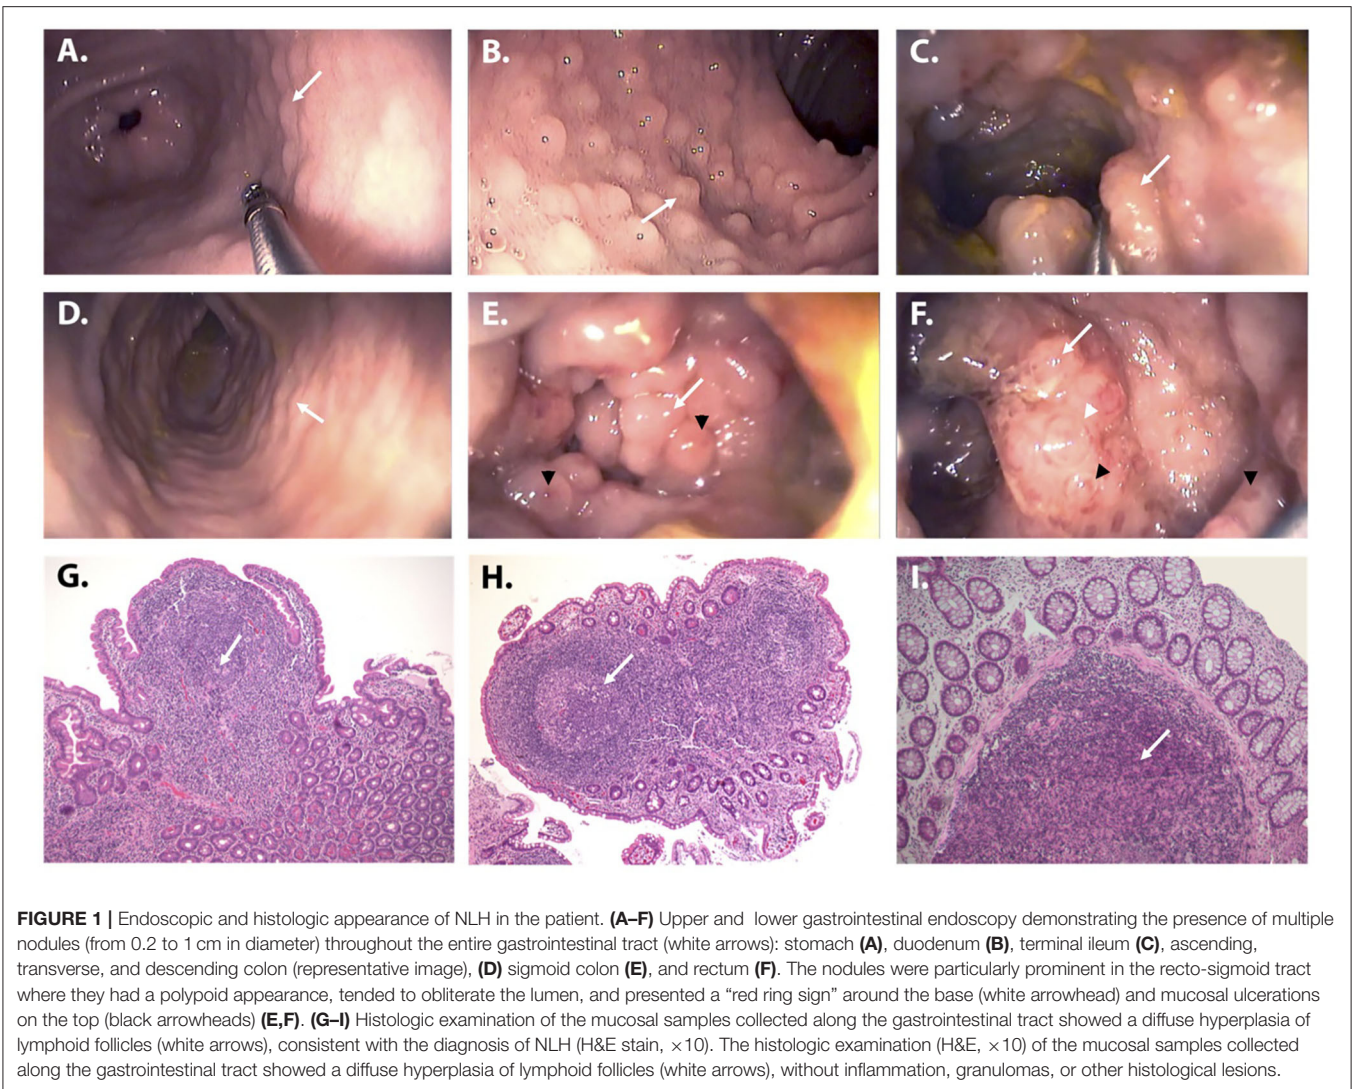 A.
B.
C.
D.
E.
F.
G.
H.
I.
FIGURE 1 | Endoscopic and histologic appearance of NLH in the patient. (A–F) Upper and lower gastrointestinal endoscopy demonstrating the presence of multiple
nodules (from 0.2 to 1 cm in diameter) throughout the entire gastrointestinal tract (white arrows): stomach (A), duodenum (B), terminal ileum (C), ascending,
transverse, and descending colon (representative image), (D) sigmoid colon (E), and rectum (F). The nodules were particularly prominent in the recto-sigmoid tract
where they had a polypoid appearance, tended to obliterate the lumen, and presented a “red ring sign” around the base (white arrowhead) and mucosal ulcerations
on the top (black arrowheads) (E,F). (G–I) Histologic examination of the mucosal samples collected along the gastrointestinal tract showed a diffuse hyperplasia of
lymphoid follicles (white arrows), consistent with the diagnosis of NLH (H&E stain, ×10). The histologic examination (H&E, ×10) of the mucosal samples collected
along the gastrointestinal tract showed a diffuse hyperplasia of lymphoid follicles (white arrows), without inflammation, granulomas, or other histological lesions.